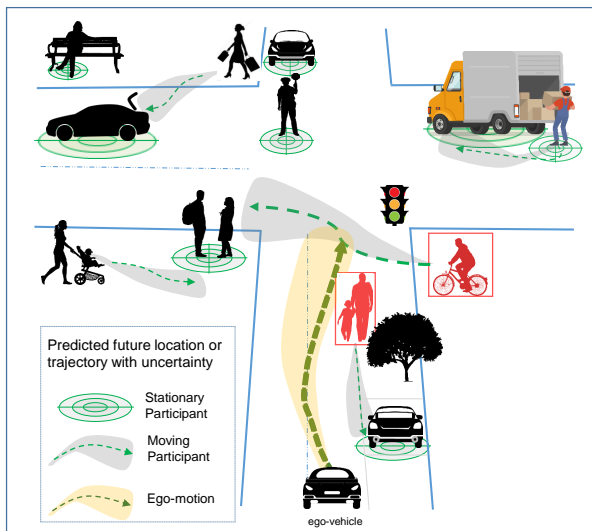 Predicted future location or
trajectory with uncertainty
Stationary
Participant
Moving
Participant
Ego-motion
ego-vehicle